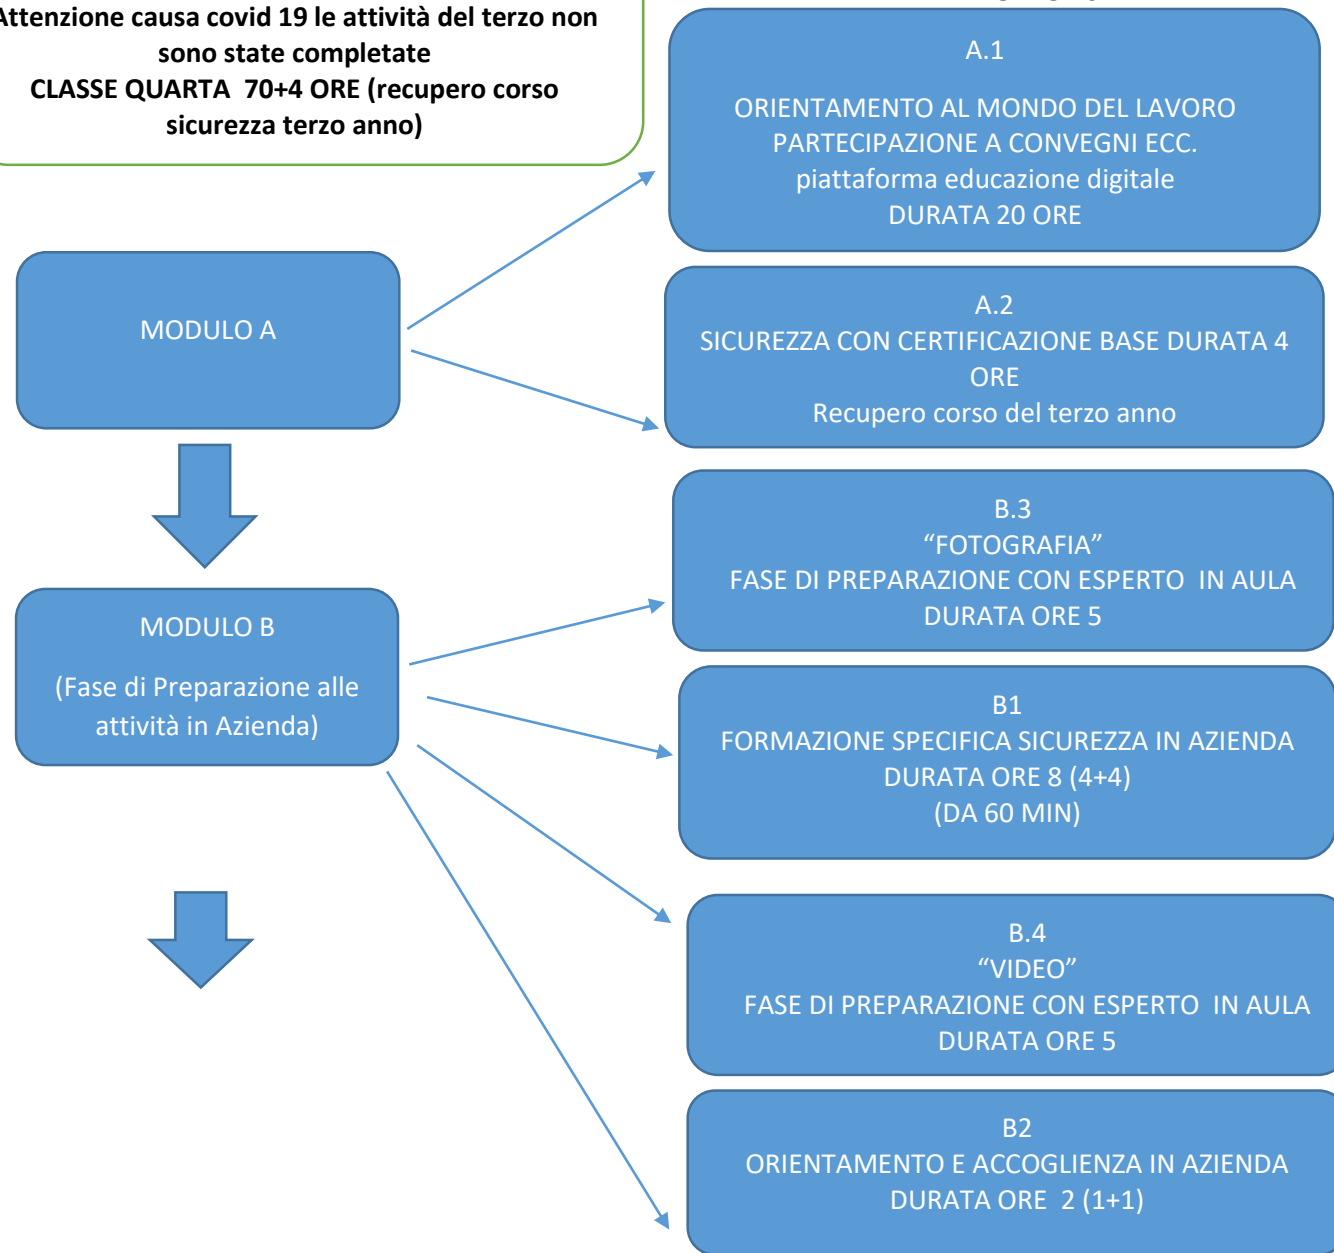 Attenzione causa covid 19 le attività del terzo non
sono state completate
CLASSE QUARTA 70+4 ORE (recupero corso
sicurezza terzo anno)
A.1
ORIENTAMENTO AL MONDO DEL LAVORO
PARTECIPAZIONE A CONVEGNI ECC.
piattaforma educazione digitale
DURATA 20 ORE
MODULO A
A.2
SICUREZZA CON CERTIFICAZIONE BASE DURATA 4
ORE
Recupero corso del terzo anno
B.3
“FOTOGRAFIA”
FASE DI PREPARAZIONE CON ESPERTO IN AULA
DURATA ORE 5
MODULO B
(Fase di Preparazione alle
attività in Azienda)
B1
FORMAZIONE SPECIFICA SICUREZZA IN AZIENDA
DURATA ORE 8 (4+4)
(DA 60 MIN)
B.4
“VIDEO”
FASE DI PREPARAZIONE CON ESPERTO IN AULA
DURATA ORE 5
B2
ORIENTAMENTO E ACCOGLIENZA IN AZIENDA
DURATA ORE 2 (1+1)